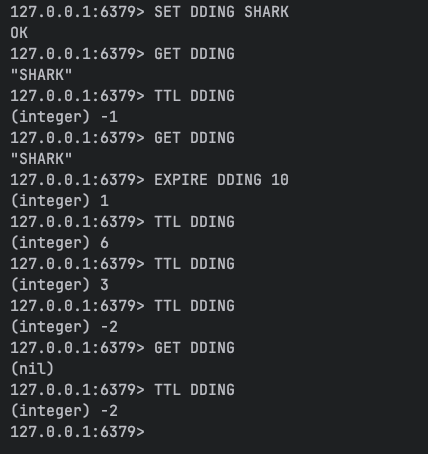 127.0.0.1:6379> SET DDING SHARK
OK
127.0.0.1:6379> GET DDING
"SHARK"
127.0.0.1:6379> TTL DDING
(integer) -1
127.0.0.1:6379> GET DDING
"SHARK"
127.0.0.1:6379> EXPIRE DDING 10
(integer) 1
127.0.0.1:6379> TTL DDING
(integer) 6
127.0.0.1:6379> TTL DDING
(integer) 3
127.0.0.1:6379> TTL DDING
(integer) -2
127.0.0.1:6379> GET DDING
(nil)
127.0.0.1:6379> TTL DDING
(integer) -2
127.0.0.1:6379>